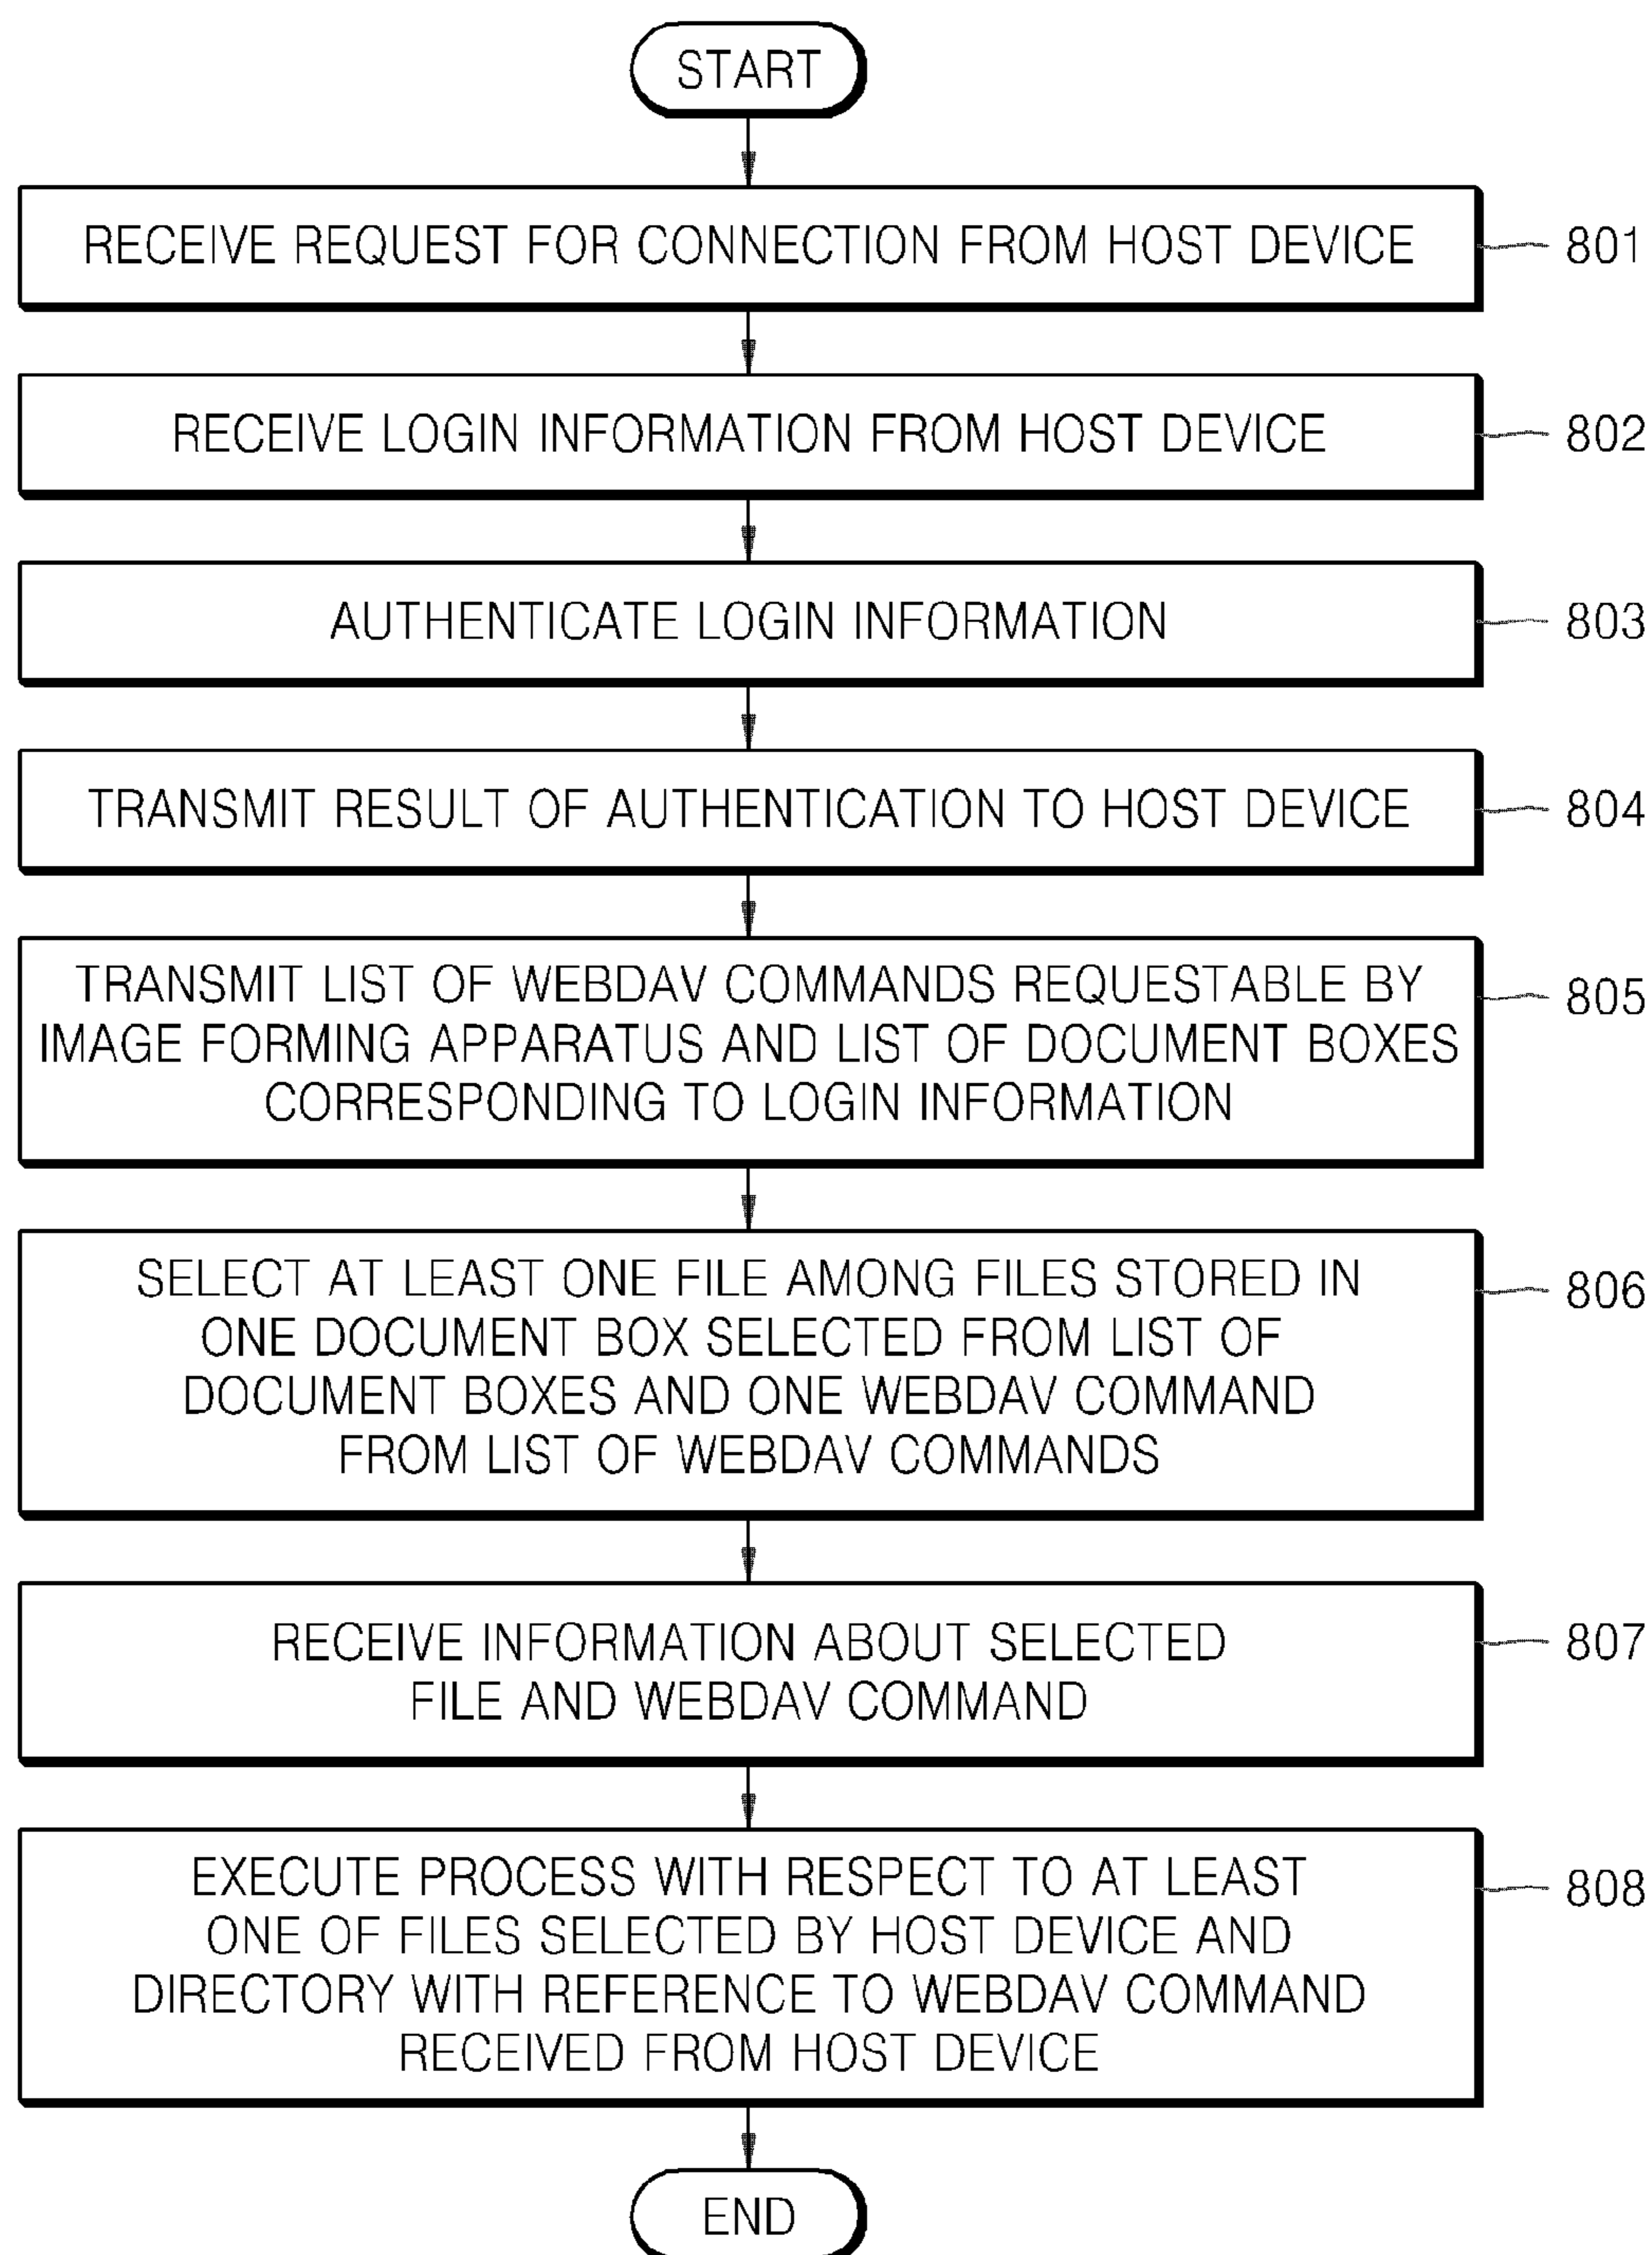 START
RECEIVE REQUEST FOR CONNECTION FROM HOST DEVICE
801
RECEIVE LOGIN INFORMATION FROM HOST DEVICE
802
AUTHENTICATE LOGIN INFORMATION
803
TRANSMIT RESULT OF AUTHENTICATION TO HOST DEVICE
804
TRANSMIT LIST OF WEBDAV COMMANDS REQUESTABLE BY
IMAGE FORMING APPARATUS AND LIST OF DOCUMENT BOXES
CORRESPONDING TO LOGIN INFORMATION
805
SELECT AT LEAST ONE FILE AMONG FILES STORED IN
ONE DOCUMENT BOX SELECTED FROM LIST OF
DOCUMENT BOXES AND ONE WEBDAV COMMAND
FROM LIST OF WEBDAV COMMANDS
806
RECEIVE INFORMATION ABOUT SELECTED
FILE AND WEBDAV COMMAND
807
EXECUTE PROCESS WITH RESPECT TO AT LEAST
ONE OF FILES SELECTED BY HOST DEVICE AND
DIRECTORY WITH REFERENCE TO WEBDAV COMMAND
RECEIVED FROM HOST DEVICE
808
END